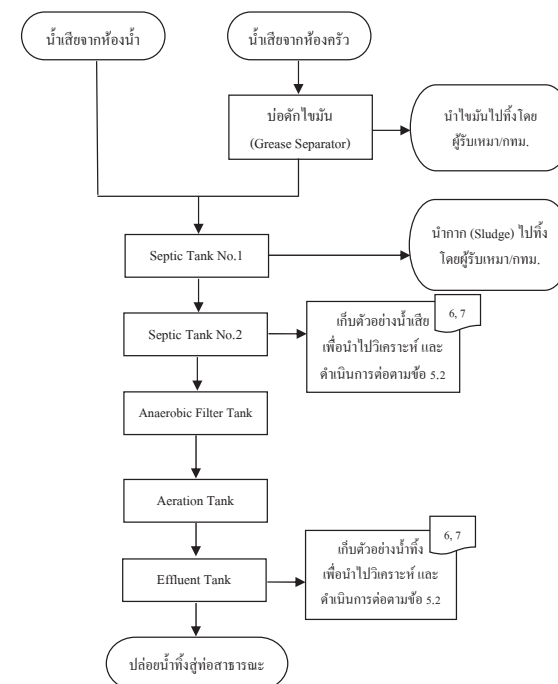 น้ำเสียจากห้องน้ำ
น้ำเสียจากห้องครัว
บ่อดักไขมัน
(Grease Separator)
นำไขมันไปทิ้งโดย
ผู้รับเหมา/กทม.
Septic Tank No.1
นำกาก (Sludge) ไปทิ้ง
โดยผู้รับเหมา/กทม.
Septic Tank No.2
เก็บตัวอย่างน้ำเสีย
เพื่อนำไปวิเคราะห์ และ
ดำเนินการต่อตามข้อ 5.2
6, 7
Anaerobic Filter Tank
Aeration Tank
Effluent Tank
เก็บตัวอย่างน้ำทิ้ง
เพื่อนำไปวิเคราะห์ และ
ดำเนินการต่อตามข้อ 5.2
6, 7
ปล่อยน้ำทิ้งสู่ท่อสาธารณะ